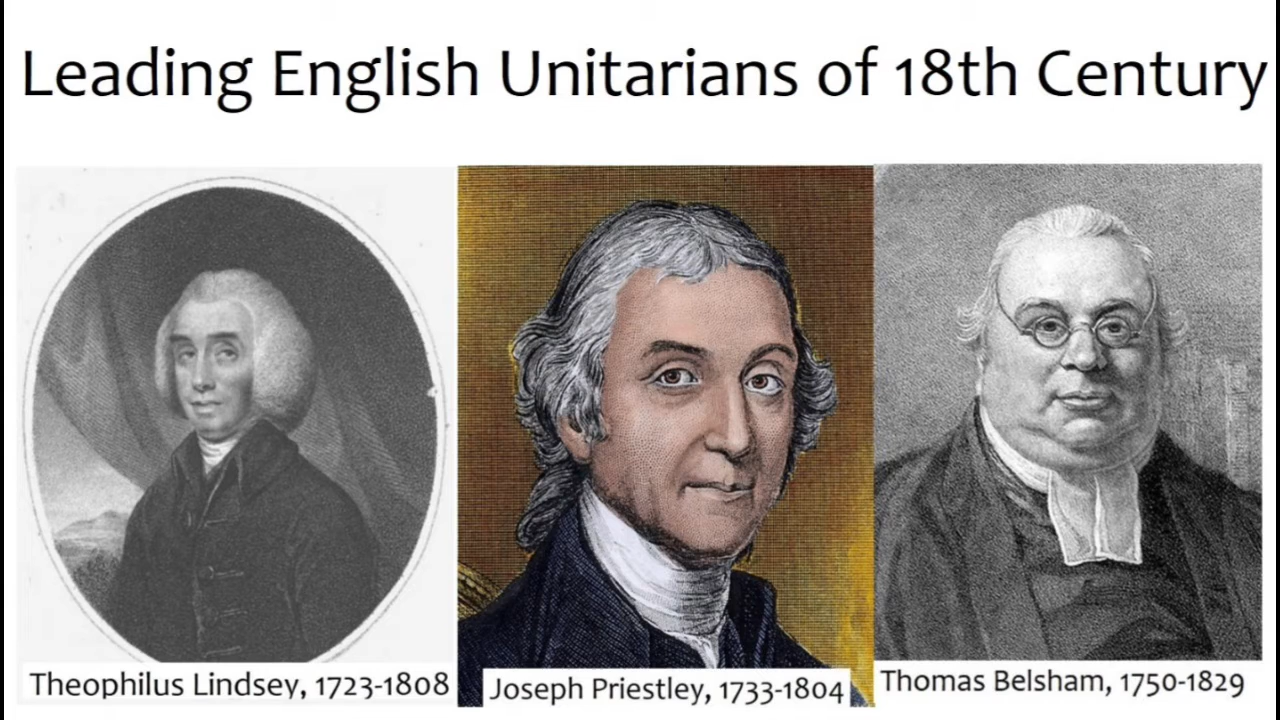 Leading English Unitarians of 18th Century
Theophilus Lindsey, 1723-1808
Joseph Priestley, 1733-1804
Thomas Belsham, 1750-1829